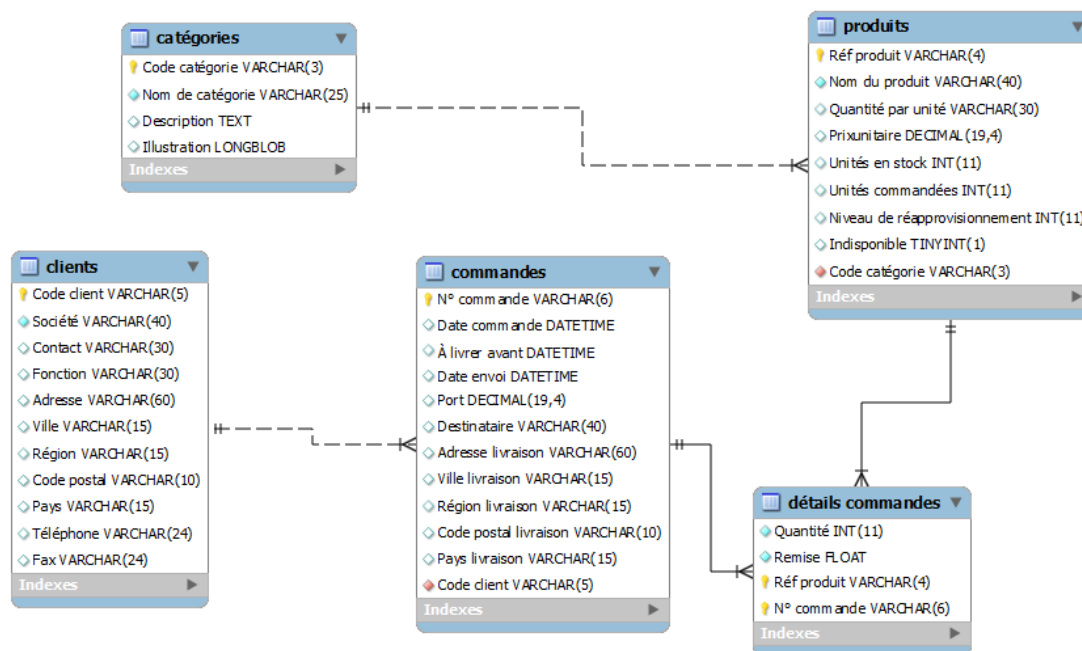 catégories
Code catégorie VARCHAR(3)
Nom de catégorie VARCHAR(25)
Description TEXT
Illustration LONGBLOB
Indexes
produits
Réf produit VARCHAR(4)
Nom du produit VARCHAR(40)
Quantité par unité VARCHAR(30)
Prixunitaire DECIMAL(19,4)
Unités en stock INT(11)
Unités commandées INT(11)
Niveau de réapprovisionnement INT(11)
Indisponible TINYINT(1)
Code catégorie VARCHAR(3)
Indexes
clients
Code client VARCHAR(5)
Société VARCHAR(40)
Contact VARCHAR(30)
Fonction VARCHAR(30)
Adresse VARCHAR(60)
Ville VARCHAR(15)
Région VARCHAR(15)
Code postal VARCHAR(10)
Pays VARCHAR(15)
Téléphone VARCHAR(24)
Fax VARCHAR(24)
Indexes
commandes
N° commande VARCHAR(6)
Date commande DATETIME
À livrer avant DATETIME
Date envoi DATETIME
Port DECIMAL(19,4)
Destinataire VARCHAR(40)
Adresse livraison VARCHAR(60)
Ville livraison VARCHAR(15)
Région livraison VARCHAR(15)
Code postal livraison VARCHAR(10)
Pays livraison VARCHAR(15)
Code client VARCHAR(5)
Indexes
détails commandes
Quantité INT(11)
Remise FLOAT
Réf produit VARCHAR(4)
N° commande VARCHAR(6)
Indexes